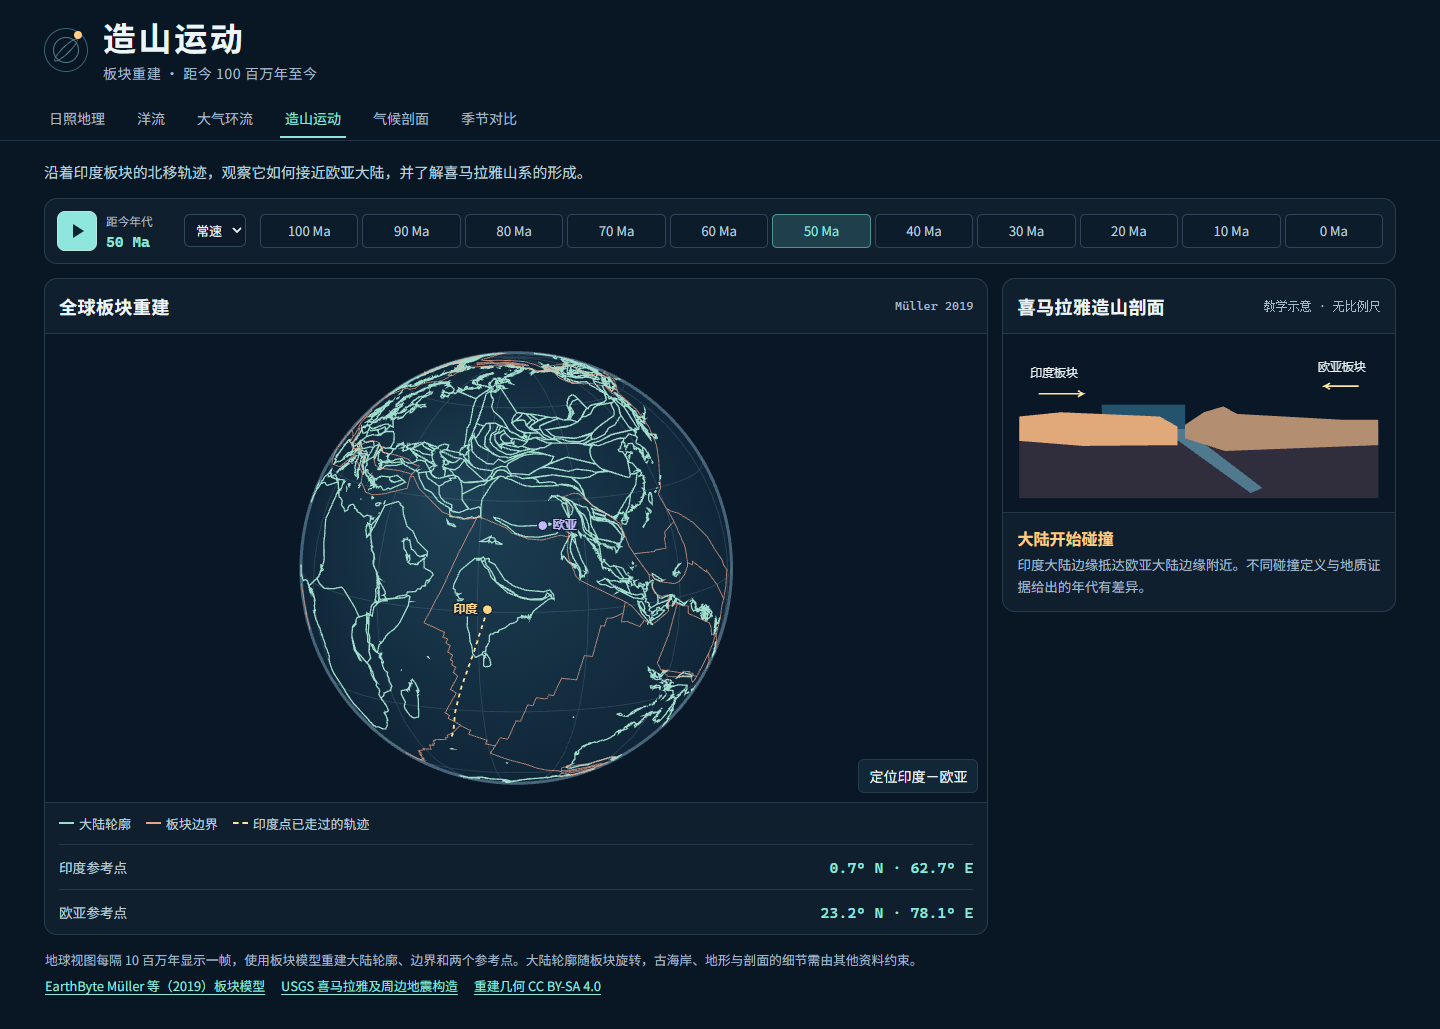 造山运动
板块重建 · 距今 100 百万年至今
日照地理 洋流 大气环流 造山运动 气候剖面 季节对比
沿着印度板块的北移轨迹，观察它如何接近欧亚大陆，并了解喜马拉雅山系的形成。
距今年代
50 Ma
常速
100 Ma 90 Ma 80 Ma 70 Ma 60 Ma 50 Ma 40 Ma 30 Ma 20 Ma 10 Ma 0 Ma
全球板块重建
Müller 2019
欧亚
印度
定位印度—欧亚
大陆轮廓 板块边界 印度点已走过的轨迹
印度参考点 0.7° N · 62.7° E
欧亚参考点 23.2° N · 78.1° E
喜马拉雅造山剖面
教学示意 · 无比例尺
印度板块
欧亚板块
大陆开始碰撞
印度大陆边缘抵达欧亚大陆边缘附近。不同碰撞定义与地质证
据给出的年代有差异。
地球视图每隔 10 百万年显示一帧，使用板块模型重建大陆轮廓、边界和两个参考点。大陆轮廓随板块旋转，古海岸、地形与剖面的细节需由其他资料约束。
EarthByte Müller 等（2019）板块模型 USGS 喜马拉雅及周边地震构造 重建几何 CC BY-SA 4.0